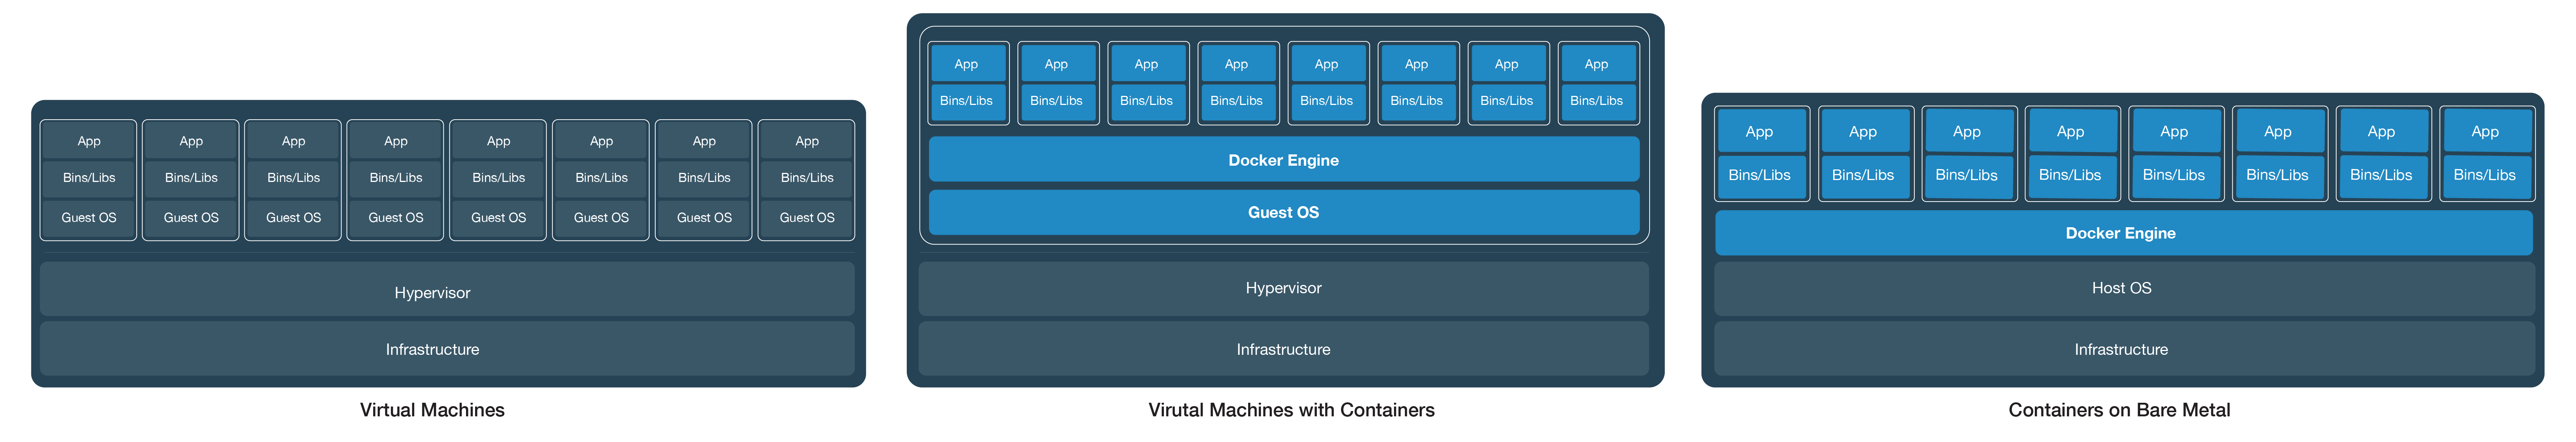 App App App App App App App App
Bins/Libs Bins/Libs Bins/Libs Bins/Libs Bins/Libs Bins/Libs Bins/Libs Bins/Libs
Guest OS Guest OS Guest OS Guest OS Guest OS Guest OS Guest OS Guest OS
Hypervisor
Infrastructure
Virtual Machines
App App App App App App App App
Bins/Libs Bins/Libs Bins/Libs Bins/Libs Bins/Libs Bins/Libs Bins/Libs Bins/Libs
Docker Engine
Guest OS
Hypervisor
Infrastructure
Virutal Machines with Containers
App App App App App App App App
Bins/Libs Bins/Libs Bins/Libs Bins/Libs Bins/Libs Bins/Libs Bins/Libs Bins/Libs
Docker Engine
Host OS
Infrastructure
Containers on Bare Metal